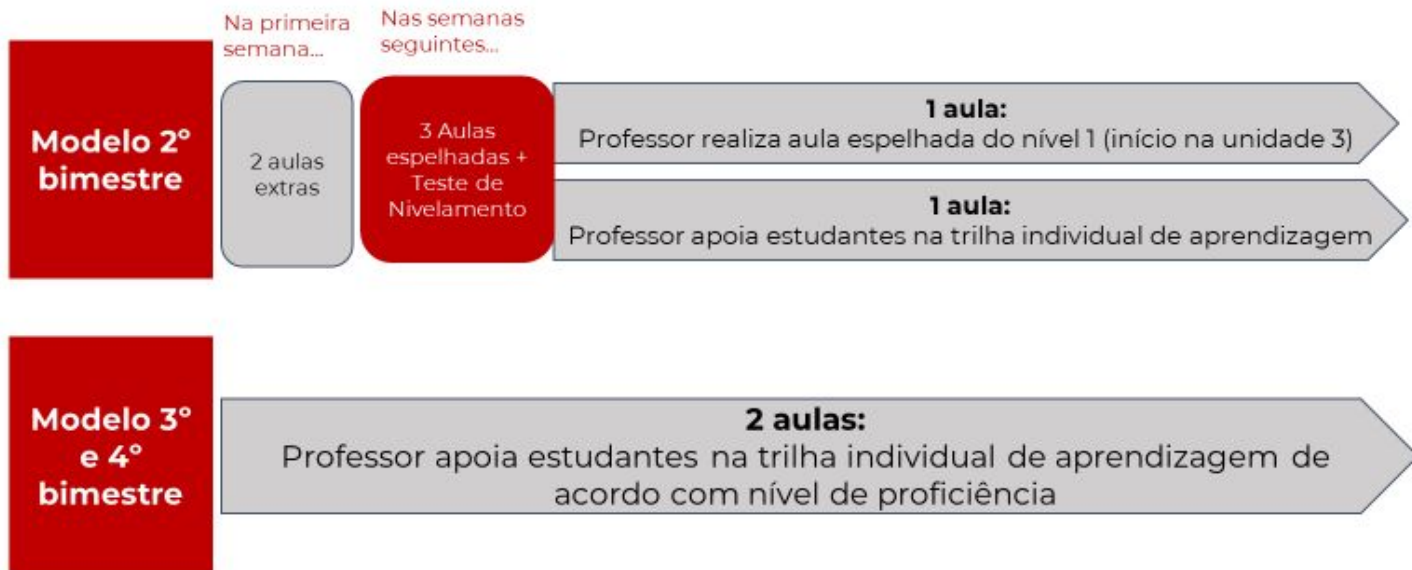 Na primeira
semana...
Nas semanas
seguintes...
Modelo 2º
bimestre
2 aulas
extras
3 Aulas
espelhadas +
Teste de
Nivelamento
1 aula:
Professor realiza aula espelhada do nível 1 (início na unidade 3)
1 aula:
Professor apoia estudantes na trilha individual de aprendizagem
Modelo 3º
e 4º
bimestre
2 aulas:
Professor apoia estudantes na trilha individual de aprendizagem de
acordo com nível de proficiência